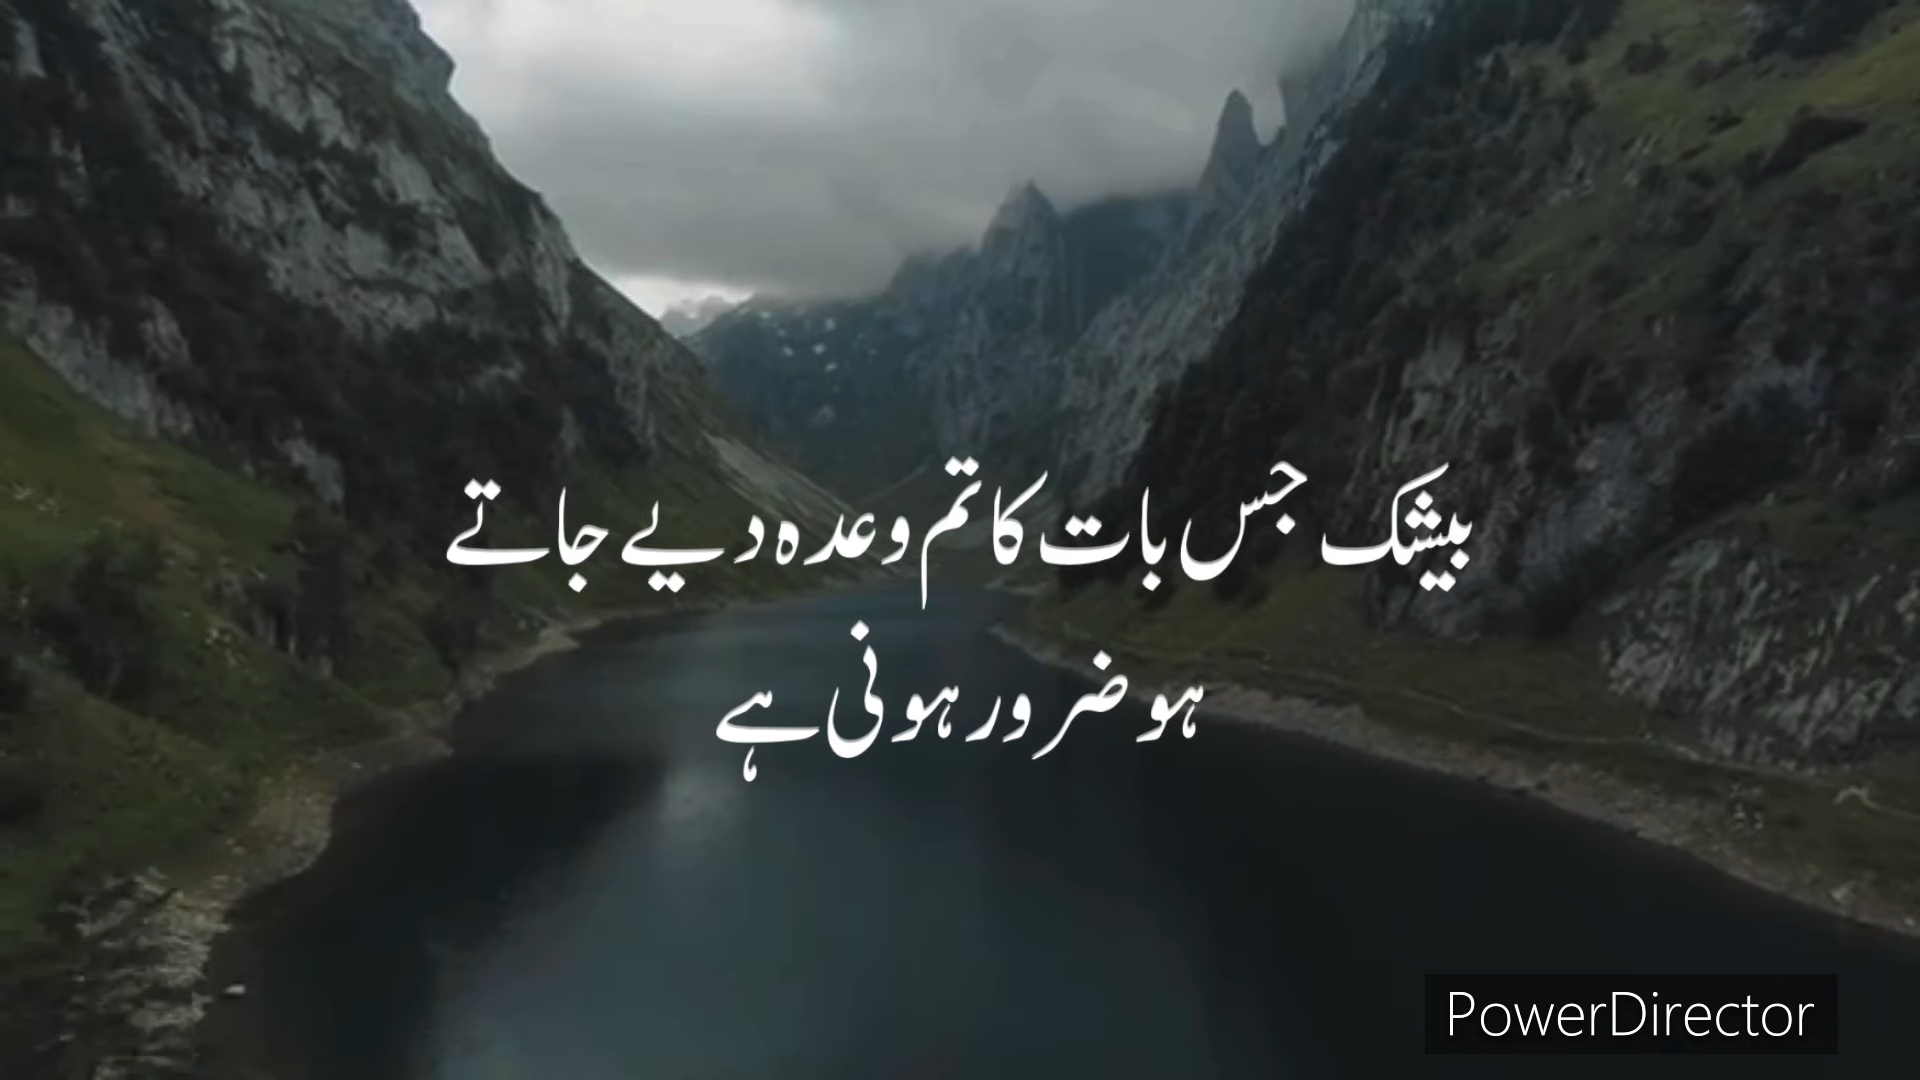 بیشک جس بات کا تم وعدہ دیے جاتے
ہو ضرور ہونی ہے
PowerDirector